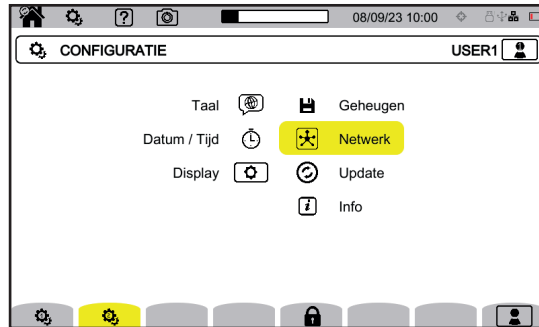 08/09/23 10:00
CONFIGURATIE USER1
Taal Geheugen
Datum / Tijd Netwerk
Display Update
Info